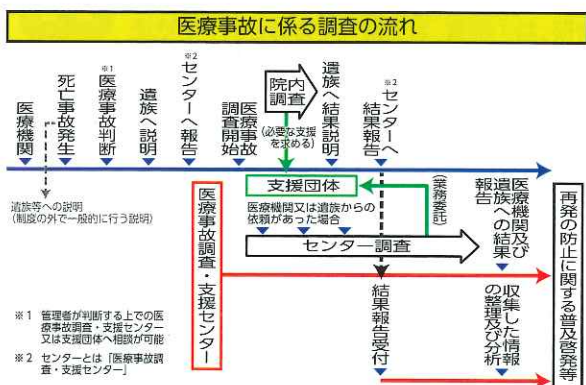 医療事故に係る調査の流れ
医療機関
死亡事故発生
※1
医療事故判断
遺族へ説明
※2
センターへ報告
医療事故
調査開始
院内
調査
(必要な支援
を求める)
遺族へ結果説明
※2
センターへ
結果報告
遺族等への説明
(制度の外で一般的に行う説明)
支援団体
(業務委託)
医療機関又は遺族からの
依頼があった場合
センター調査
医療機関及び
遺族への結果
報告
医療事故調査・支援センター
結果報告受付
収集した情報
の整理及び分析
再発の防止に関する普及啓発等
※1 管理者が判断する上での医
療事故調査・支援センター
又は支援団体へ相談が可能
※2 センターとは「医療事故調
査・支援センター」